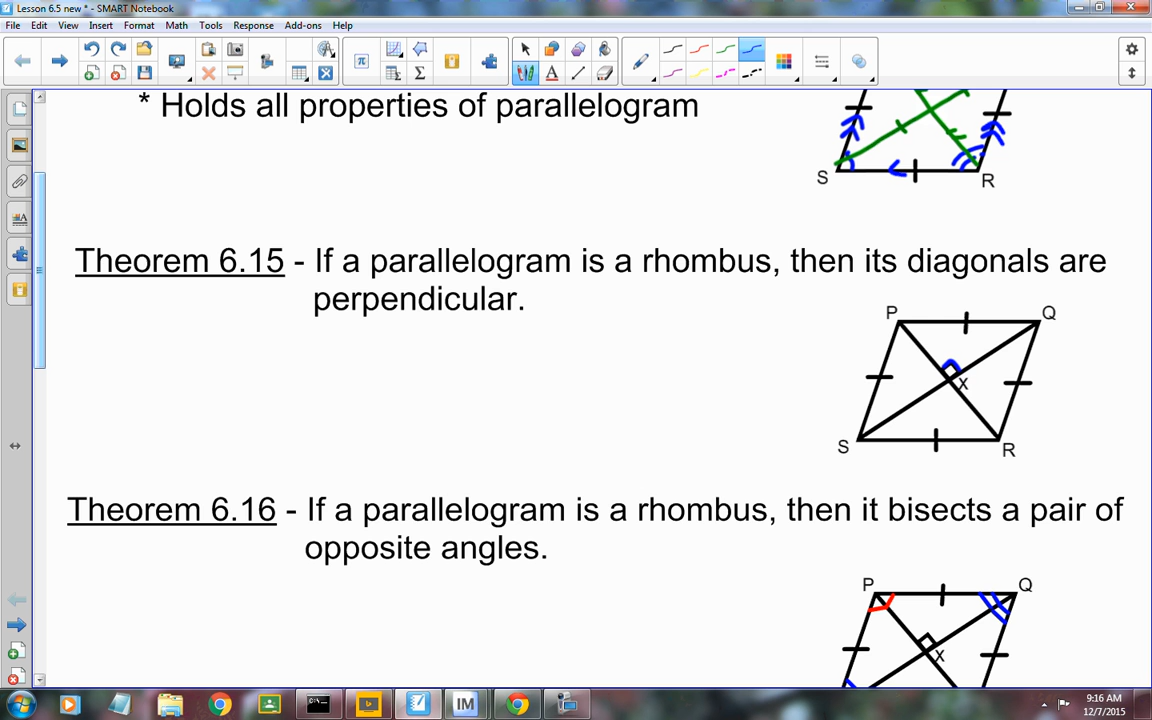 Lesson 6.5 new * - SMART Notebook
File Edit View Insert Format Math Tools Response Add-ons Help
* Holds all properties of parallelogram
S R
Theorem 6.15 - If a parallelogram is a rhombus, then its diagonals are
perpendicular.
P Q
x
S R
Theorem 6.16 - If a parallelogram is a rhombus, then it bisects a pair of
opposite angles.
P Q
x
9:16 AM
12/7/2015